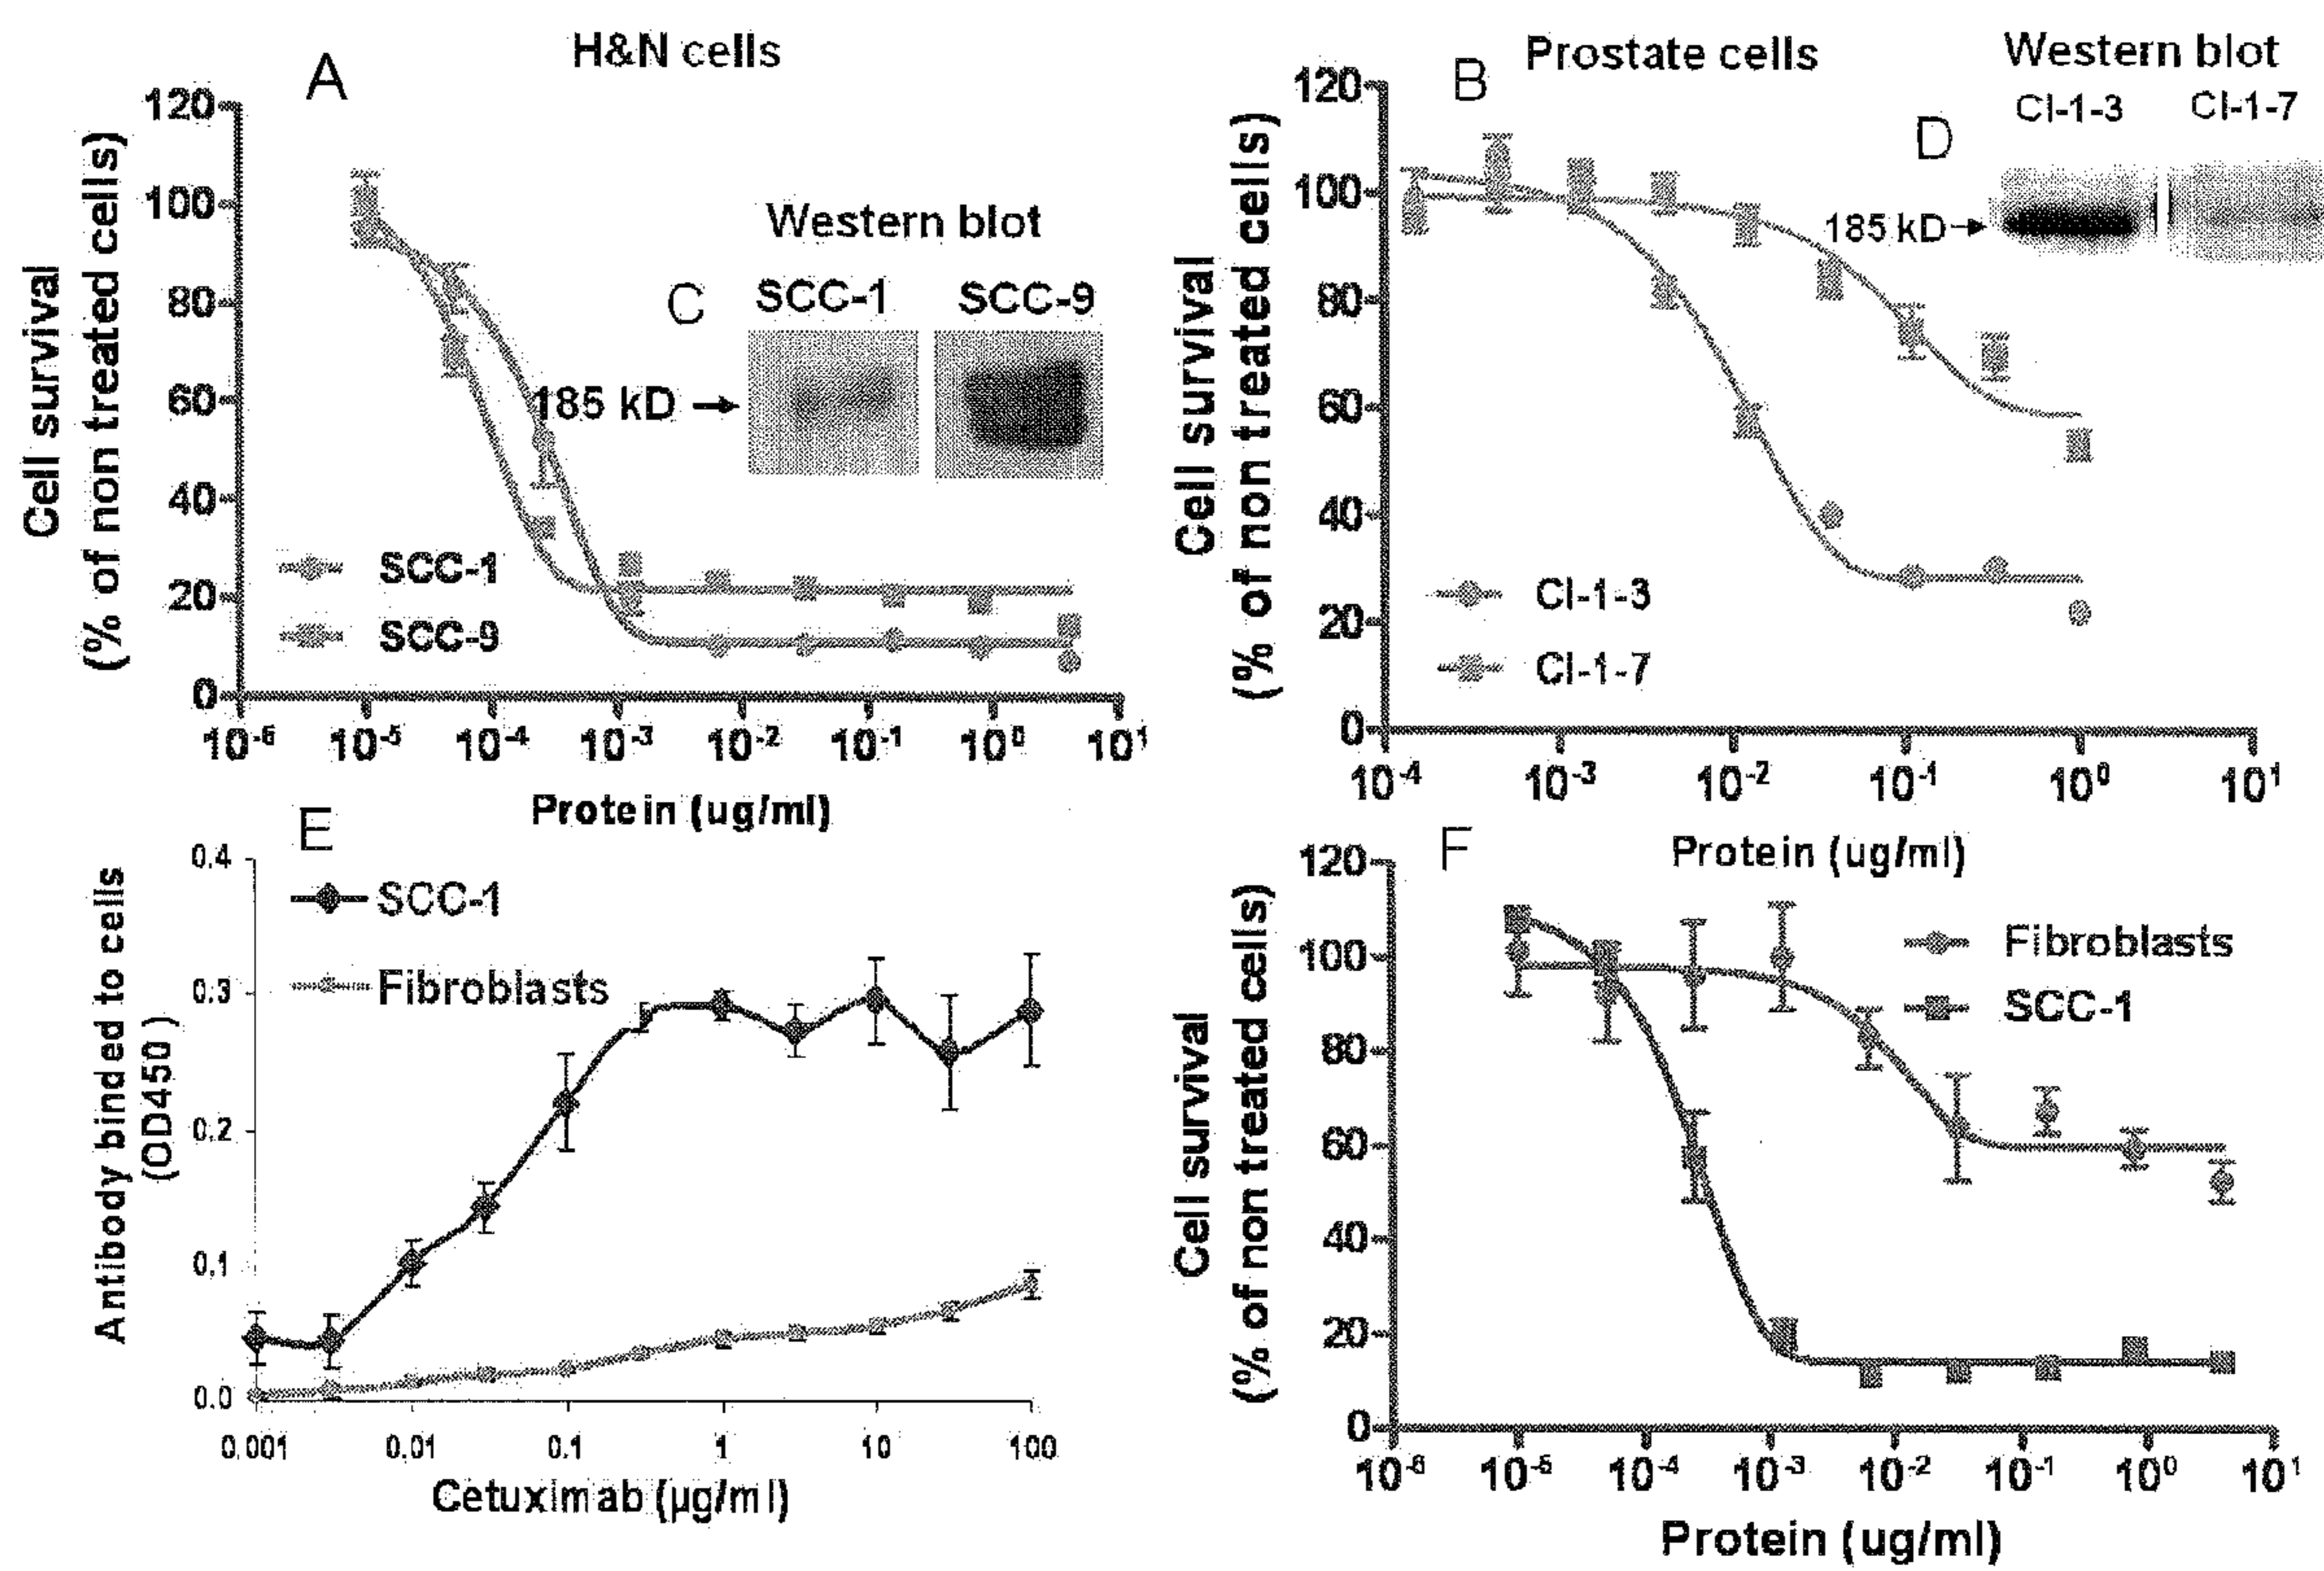 A
H&N cells
120
100
80
60
40
20
0
Cell survival
(% of non treated cells)
10-6
10-5
10-4
10-3
10-2
10-1
100
101
Protein (ug/ml)
SCC-1
SCC-9
Western blot
C
SCC-1
SCC-9
185 kD
B
Prostate cells
120
100
80
60
40
20
0
Cell survival
(% of non treated cells)
10-4
10-3
10-2
10-1
100
101
Protein (ug/ml)
Cl-1-3
Cl-1-7
Western blot
D
Cl-1-3
Cl-1-7
185 kD
E
0.4
0.3
0.2
0.1
0.0
Antibody binded to cells
(OD450)
SCC-1
Fibroblasts
0.001
0.01
0.1
1
10
100
Cetuximab (µg/ml)
F
120
100
80
60
40
20
0
Cell survival
(% of non treated cells)
Fibroblasts
SCC-1
10-6
10-5
10-4
10-3
10-2
10-1
100
101
Protein (ug/ml)